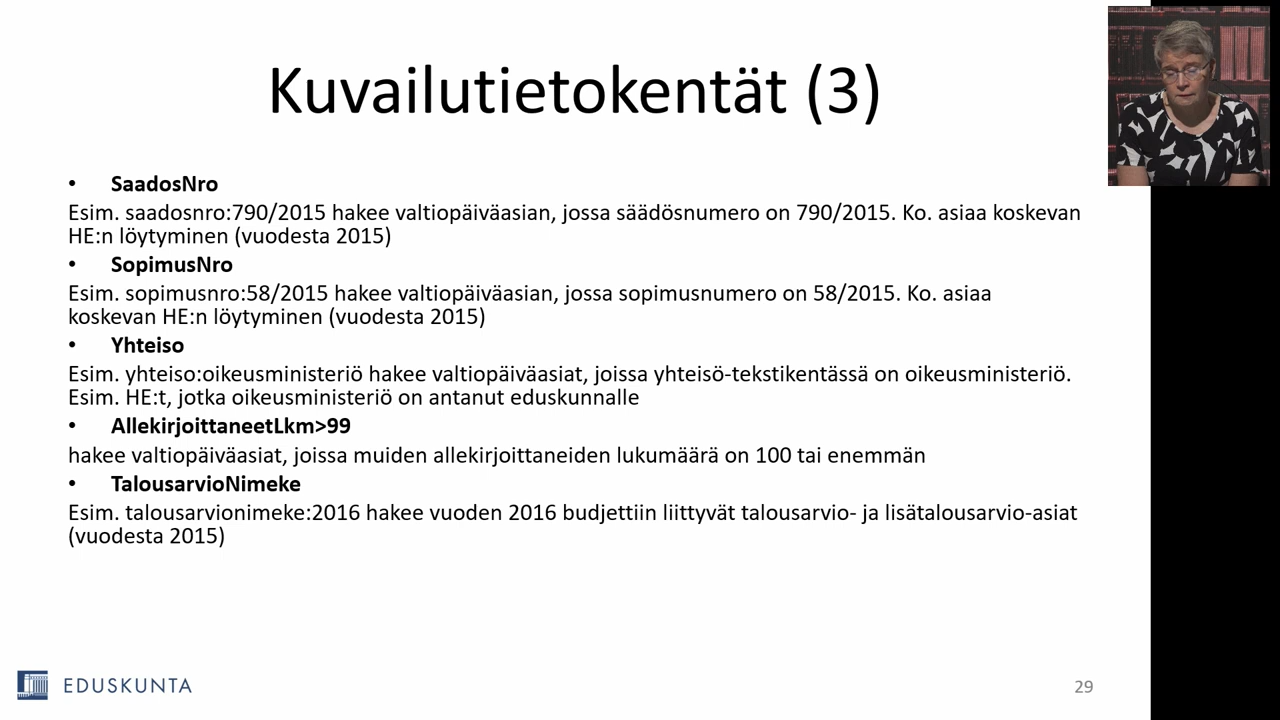 Kuvailutietokentät (3)
• SaadosNro
Esim. saadosnro:790/2015 hakee valtiopäiväasian, jossa säädösnumero on 790/2015. Ko. asiaa koskevan
HE:n löytyminen (vuodesta 2015)
• SopimusNro
Esim. sopimusnro:58/2015 hakee valtiopäiväasian, jossa sopimusnumero on 58/2015. Ko. asiaa
koskevan HE:n löytyminen (vuodesta 2015)
• Yhteiso
Esim. yhteiso:oikeusministeriö hakee valtiopäiväasiat, joissa yhteisö-tekstikentässä on oikeusministeriö.
Esim. HE:t, jotka oikeusministeriö on antanut eduskunnalle
• AllekirjoittaneetLkm>99
hakee valtiopäiväasiat, joissa muiden allekirjoittaneiden lukumäärä on 100 tai enemmän
• TalousarvioNimeke
Esim. talousarvionimeke:2016 hakee vuoden 2016 budjettiin liittyvät talousarvio- ja lisätalousarvio-asiat
(vuodesta 2015)
EDUSKUNTA
29